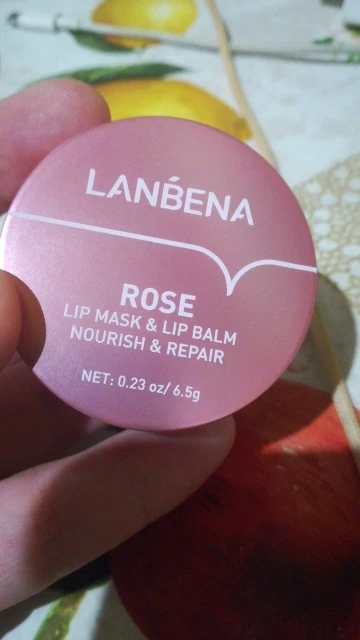 LANBENA
ROSE
LIP MASK & LIP BALM
NOURISH & REPAIR
NET: 0.23 oz/ 6.5g